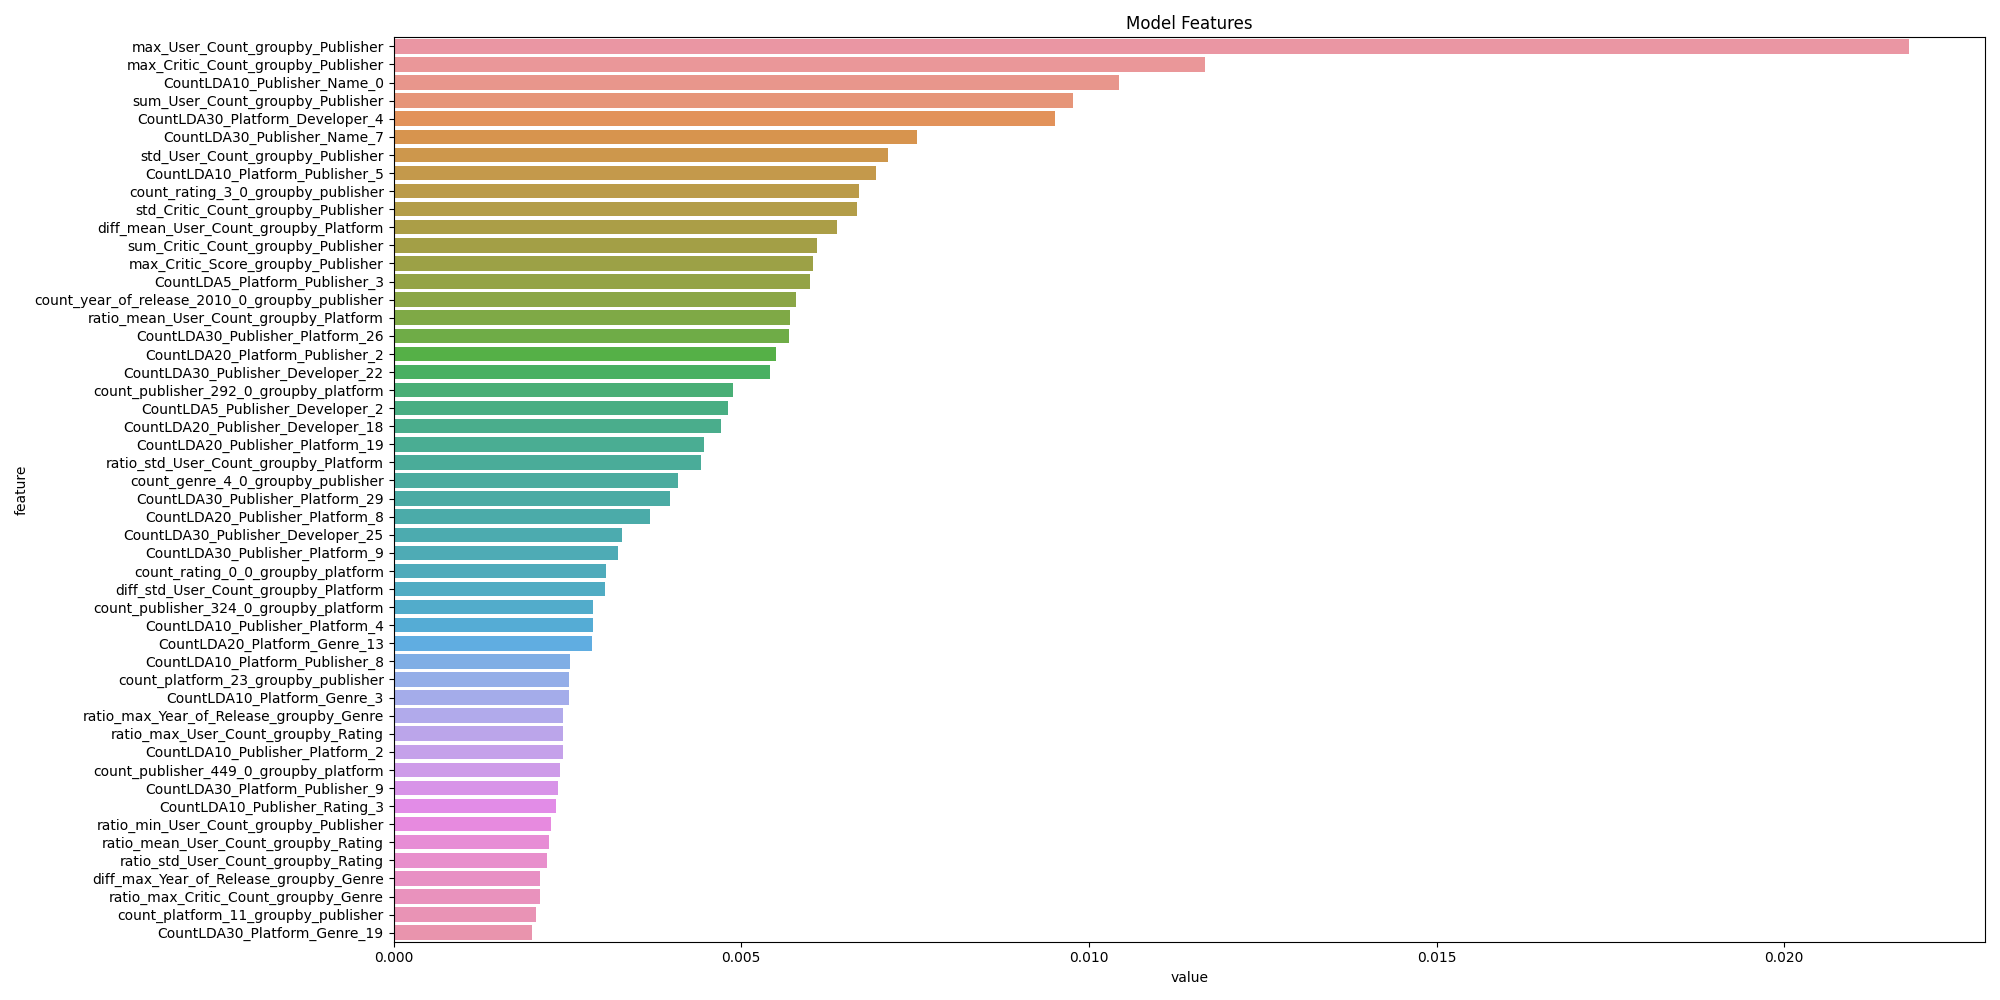 Model Features
max_User_Count_groupby_Publisher
max_Critic_Count_groupby_Publisher
CountLDA10_Publisher_Name_0
sum_User_Count_groupby_Publisher
CountLDA30_Platform_Developer_4
CountLDA30_Publisher_Name_7
std_User_Count_groupby_Publisher
CountLDA10_Platform_Publisher_5
count_rating_3_0_groupby_publisher
std_Critic_Count_groupby_Publisher
diff_mean_User_Count_groupby_Platform
sum_Critic_Count_groupby_Publisher
max_Critic_Score_groupby_Publisher
CountLDA5_Platform_Publisher_3
count_year_of_release_2010_0_groupby_publisher
ratio_mean_User_Count_groupby_Platform
CountLDA30_Publisher_Platform_26
CountLDA20_Platform_Publisher_2
CountLDA30_Publisher_Developer_22
count_publisher_292_0_groupby_platform
CountLDA5_Publisher_Developer_2
CountLDA20_Publisher_Developer_18
CountLDA20_Publisher_Platform_19
ratio_std_User_Count_groupby_Platform
count_genre_4_0_groupby_publisher
CountLDA30_Publisher_Platform_29
CountLDA20_Publisher_Platform_8
CountLDA30_Publisher_Developer_25
CountLDA30_Publisher_Platform_9
count_rating_0_0_groupby_platform
diff_std_User_Count_groupby_Platform
count_publisher_324_0_groupby_platform
CountLDA10_Publisher_Platform_4
CountLDA20_Platform_Genre_13
CountLDA10_Platform_Publisher_8
count_platform_23_groupby_publisher
CountLDA10_Platform_Genre_3
ratio_max_Year_of_Release_groupby_Genre
ratio_max_User_Count_groupby_Rating
CountLDA10_Publisher_Platform_2
count_publisher_449_0_groupby_platform
CountLDA30_Platform_Publisher_9
CountLDA10_Publisher_Rating_3
ratio_min_User_Count_groupby_Publisher
ratio_mean_User_Count_groupby_Rating
ratio_std_User_Count_groupby_Rating
diff_max_Year_of_Release_groupby_Genre
ratio_max_Critic_Count_groupby_Genre
count_platform_11_groupby_publisher
CountLDA30_Platform_Genre_19
feature
0.000 0.005 0.010 0.015 0.020
value